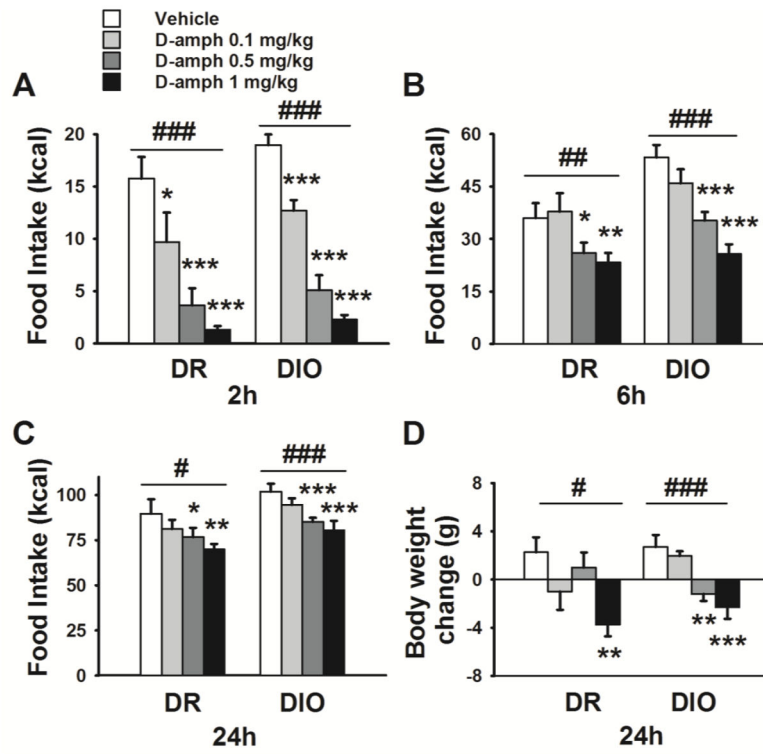 Vehicle
D-amph 0.1 mg/kg
D-amph 0.5 mg/kg
D-amph 1 mg/kg
A
Food Intake (kcal)
20
15
10
5
0
###
###
*
***
***
***
***
***
DR
DIO
2h
B
Food Intake (kcal)
60
45
30
15
0
##
###
*
**
***
***
DR
DIO
6h
C
Food Intake (kcal)
100
75
50
25
0
#
###
*
**
***
***
DR
DIO
24h
D
Body weight
change (g)
8
4
0
-4
-8
#
###
**
**
***
DR
DIO
24h